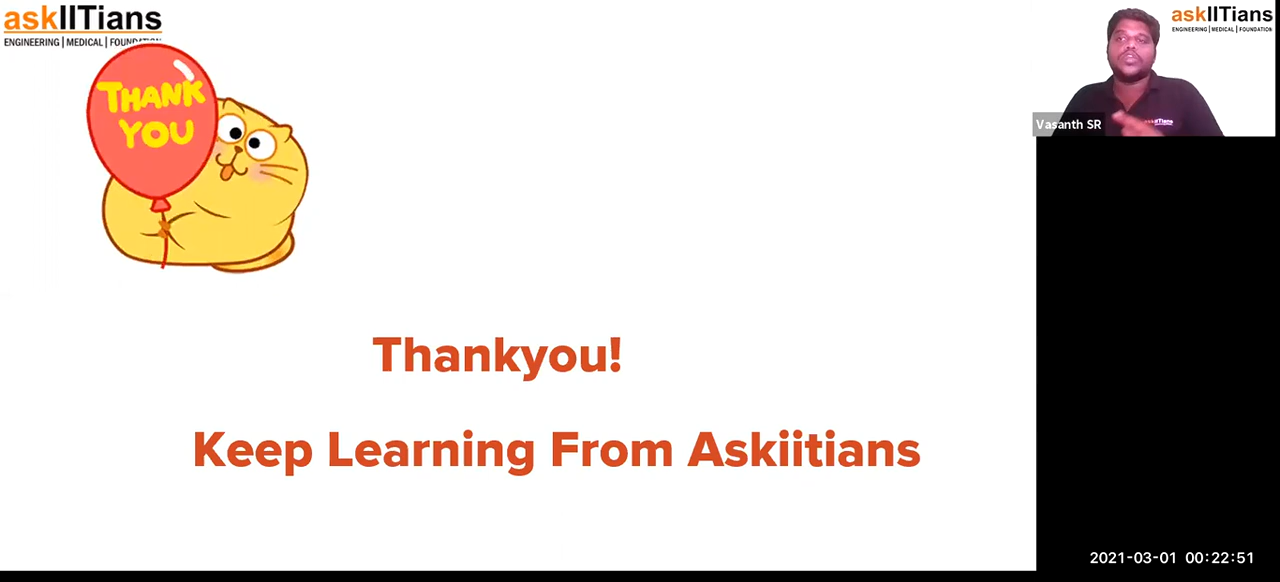 askIITians
ENGINEERING | MEDICAL | FOUNDATION
THANK
YOU
Thankyou!
Keep Learning From Askiitians
askIITians
ENGINEERING | MEDICAL | FOUNDATION
askIITians
Vasanth SR
2021-03-01 00:22:51